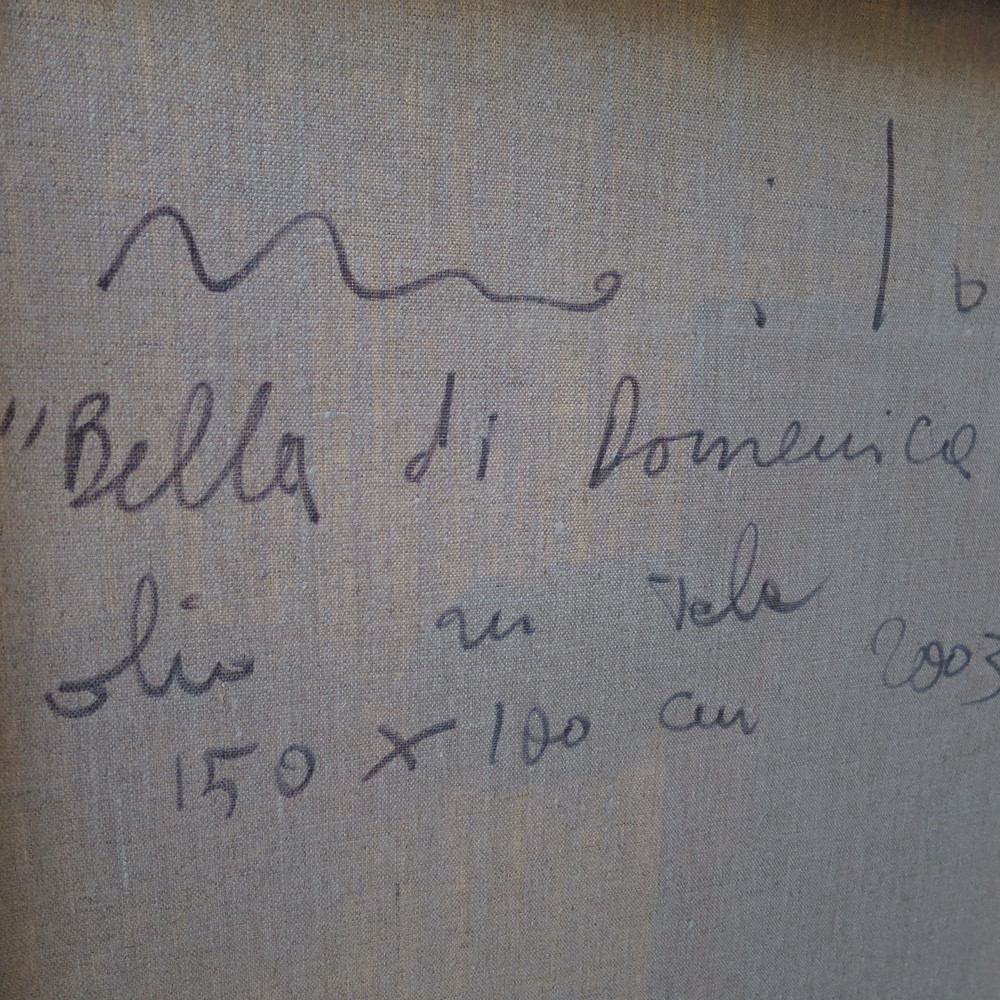 "Bella di Domenica
olio su tela
2003
150 x 100 cm